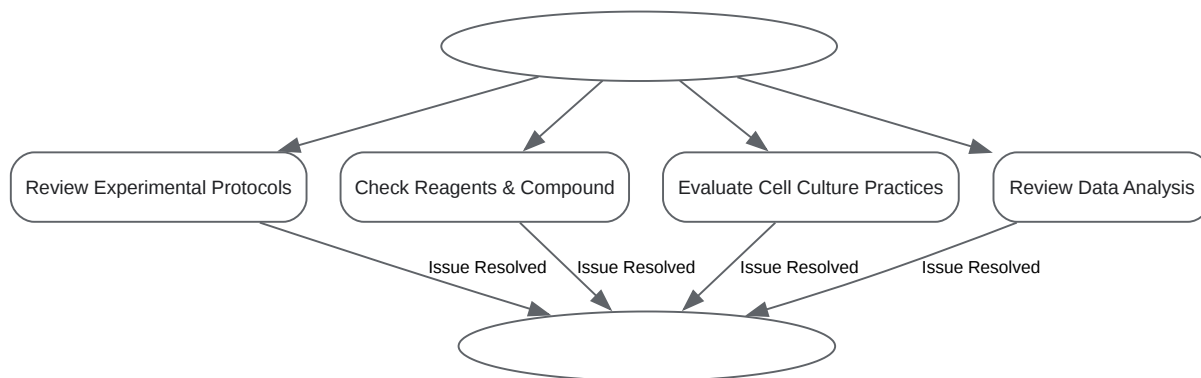 Review Experimental Protocols
Check Reagents & Compound
Evaluate Cell Culture Practices
Review Data Analysis
Issue Resolved
Issue Resolved
Issue Resolved
Issue Resolved